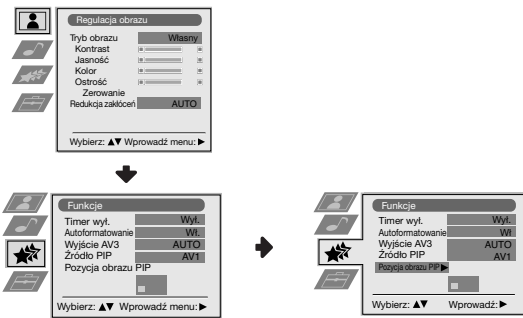 Regulacja obrazu
Tryb obrazu Własny
Kontrast
Jasność
Kolor
Ostrość
Zerowanie
Redukcja zakłóceń AUTO
Wybierz: ▲▼ Wprowadź menu: ►
Funkcje
Timer wył. Wył.
Autoformatowanie Wł.
Wyjście AV3 AUTO
Źródło PIP AV1
Pozycja obrazu PIP
Wybierz: ▲▼ Wprowadź menu: ►
Funkcje
Timer wył. Wył.
Autoformatowanie Wł
Wyjście AV3 AUTO
Źródło PIP AV1
Pozycja obrazu PIP ►
Wybierz: ▲▼ Wprowadź: ►